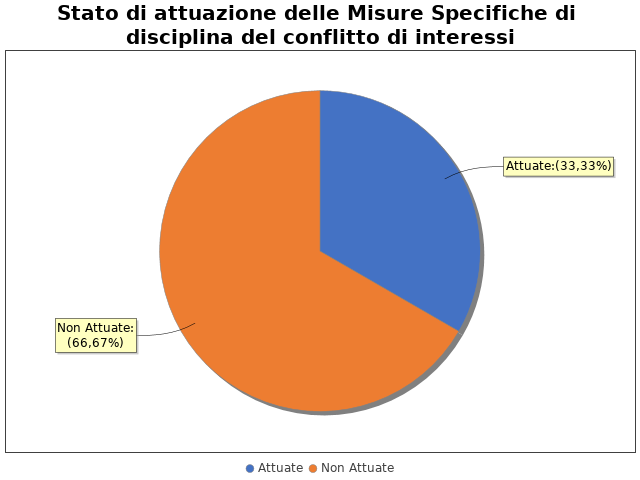 Stato di attuazione delle Misure Specifiche di
disciplina del conflitto di interessi
Attuate:(33,33%)
Non Attuate:
(66,67%)
Attuate
Non Attuate